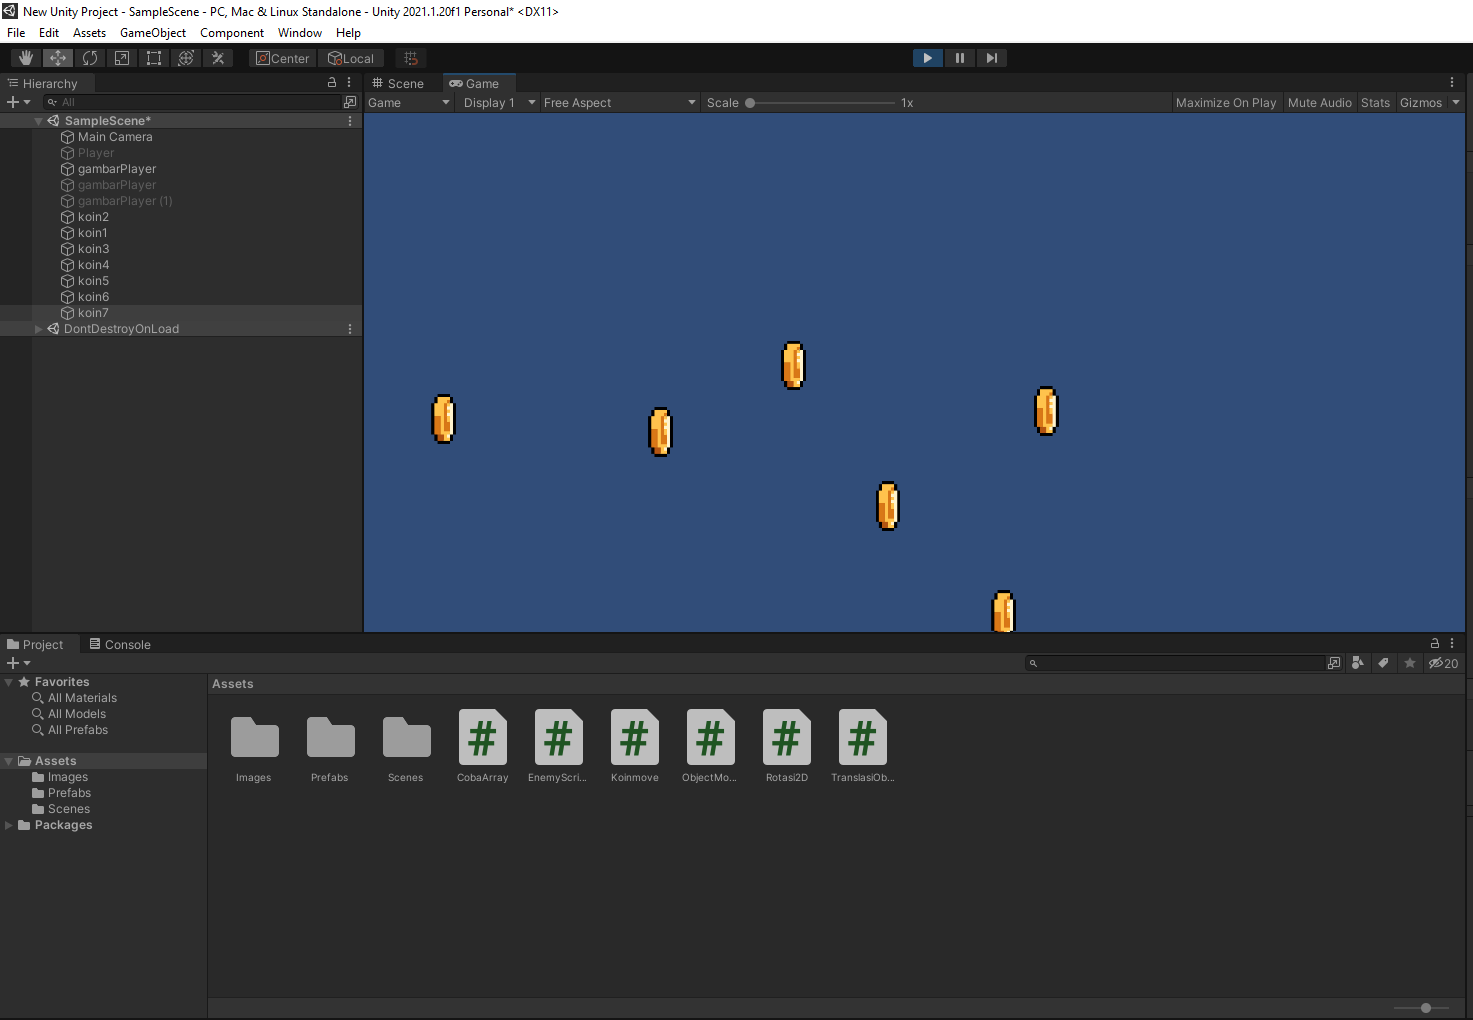 New Unity Project - SampleScene - PC, Mac & Linux Standalone - Unity 2021.1.20f1 Personal* <DX11>
File Edit Assets GameObject Component Window Help
Center Local
Hierarchy
All
SampleScene*
Main Camera
Player
gambarPlayer
gambarPlayer
gambarPlayer (1)
koin2
koin1
koin3
koin4
koin5
koin6
koin7
DontDestroyOnLoad
Scene Game
Game Display 1 Free Aspect Scale 1x Maximize On Play Mute Audio Stats Gizmos
Project Console
20
Favorites
All Materials
All Models
All Prefabs
Assets
Images
Prefabs
Scenes
Packages
Assets
Images Prefabs Scenes CobaArray EnemyScri... Koinmove ObjectMo... Rotasi2D TranslasiOb...